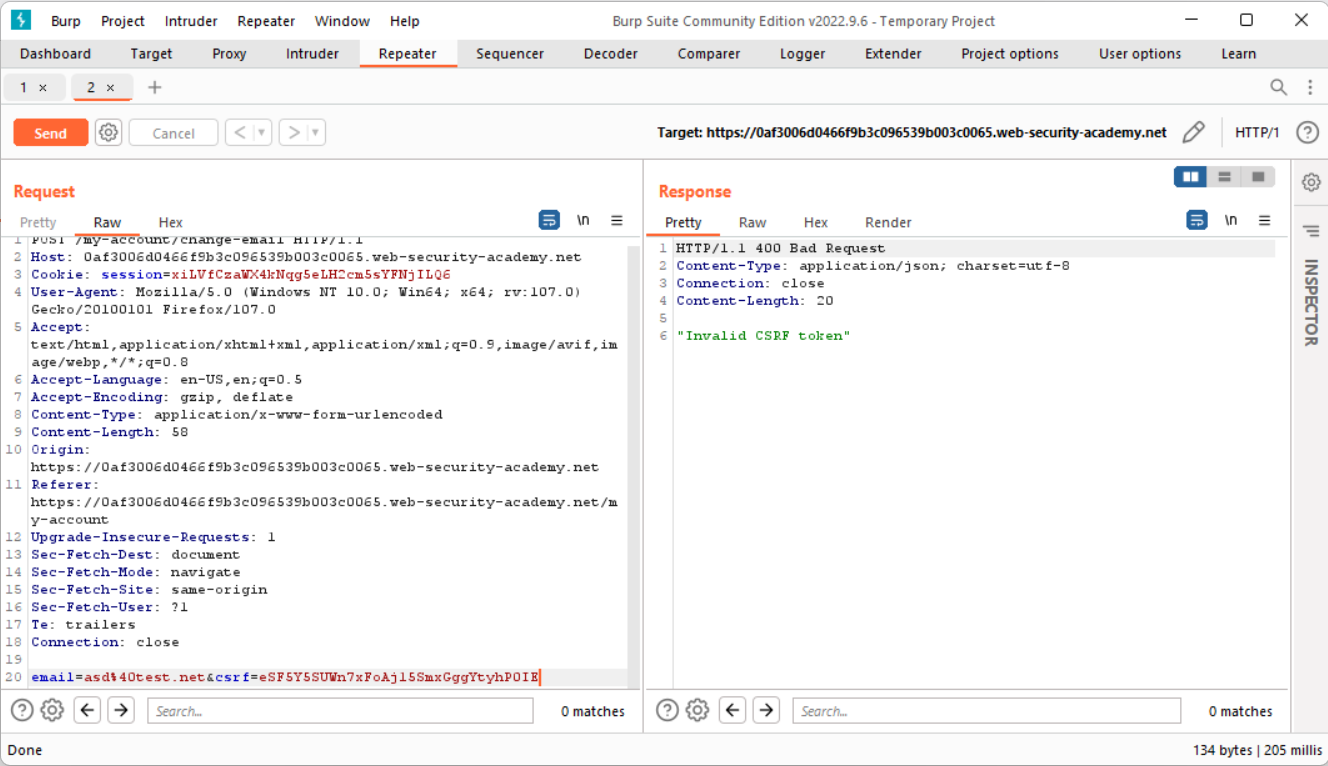 Burp Project Intruder Repeater Window Help Burp Suite Community Edition v2022.9.6 - Temporary Project
Dashboard Target Proxy Intruder Repeater Sequencer Decoder Comparer Logger Extender Project options User options Learn
1 × 2 × +
Send Cancel < > Target: https://0af3006d0466f9b3c096539b003c0065.web-security-academy.net HTTP/1 ?
Request
Pretty Raw Hex \n
1 POST /my-account/change-email HTTP/1.1
2 Host: 0af3006d0466f9b3c096539b003c0065.web-security-academy.net
3 Cookie: session=xiLVfCzaWX4kNqg5eLH2cm5sYFNjILQ6
4 User-Agent: Mozilla/5.0 (Windows NT 10.0; Win64; x64; rv:107.0)
Gecko/20100101 Firefox/107.0
5 Accept:
text/html,application/xhtml+xml,application/xml;q=0.9,image/avif,im
age/webp,*/*;q=0.8
6 Accept-Language: en-US,en;q=0.5
7 Accept-Encoding: gzip, deflate
8 Content-Type: application/x-www-form-urlencoded
9 Content-Length: 58
10 Origin:
https://0af3006d0466f9b3c096539b003c0065.web-security-academy.net
11 Referer:
https://0af3006d0466f9b3c096539b003c0065.web-security-academy.net/m
y-account
12 Upgrade-Insecure-Requests: 1
13 Sec-Fetch-Dest: document
14 Sec-Fetch-Mode: navigate
15 Sec-Fetch-Site: same-origin
16 Sec-Fetch-User: ?1
17 Te: trailers
18 Connection: close
19
20 email=asd%40test.net&csrf=eSF5Y5SUWn7xFoAjl5SmxGggYtyhP0IE
? Search... 0 matches
Response
Pretty Raw Hex Render \n
1 HTTP/1.1 400 Bad Request
2 Content-Type: application/json; charset=utf-8
3 Connection: close
4 Content-Length: 20
5
6 "Invalid CSRF token"
? Search... 0 matches
INSPECTOR
Done 134 bytes | 205 millis